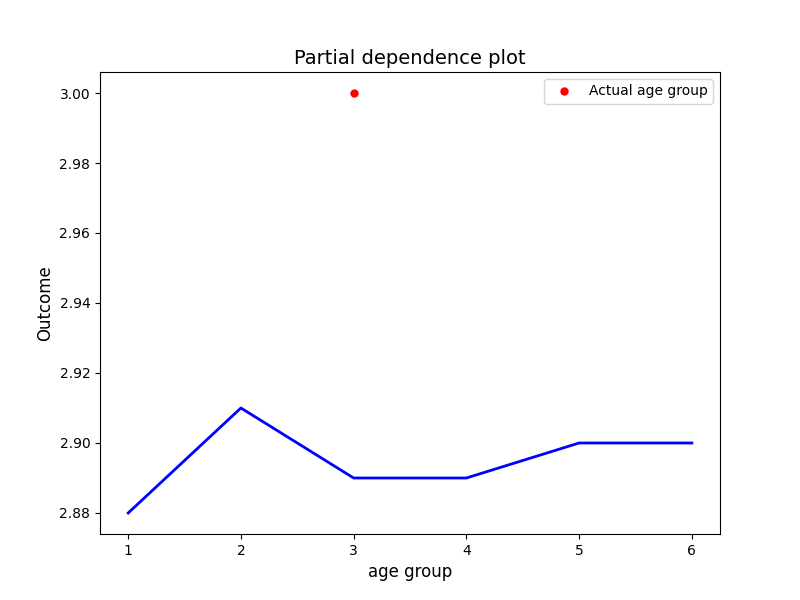 Partial dependence plot
Actual age group
3.00
2.98
2.96
2.94
2.92
2.90
2.88
Outcome
1 2 3 4 5 6
age group